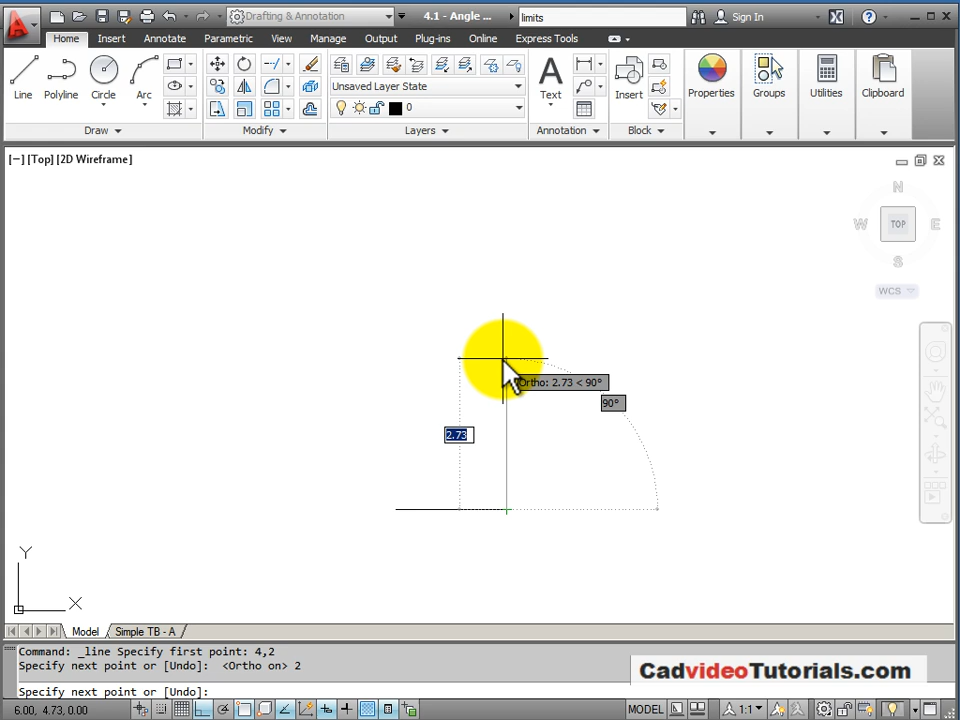 Drafting & Annotation
4.1 - Angle ...
limits
Sign In
Home
Insert
Annotate
Parametric
View
Manage
Output
Plug-ins
Online
Express Tools
Line
Polyline
Circle
Arc
Unsaved Layer State
0
Text
Insert
Properties
Groups
Utilities
Clipboard
Draw
Modify
Layers
Annotation
Block
[−] [Top] [2D Wireframe]
N
W
TOP
E
S
WCS
Ortho: 2.73 < 90°
90°
2.73
Y
X
Model
Simple TB - A
Command: _line Specify first point: 4,2
Specify next point or [Undo]: <Ortho on> 2
Specify next point or [Undo]:
CadvideoTutorials.com
6.00, 4.73, 0.00
MODEL
1:1